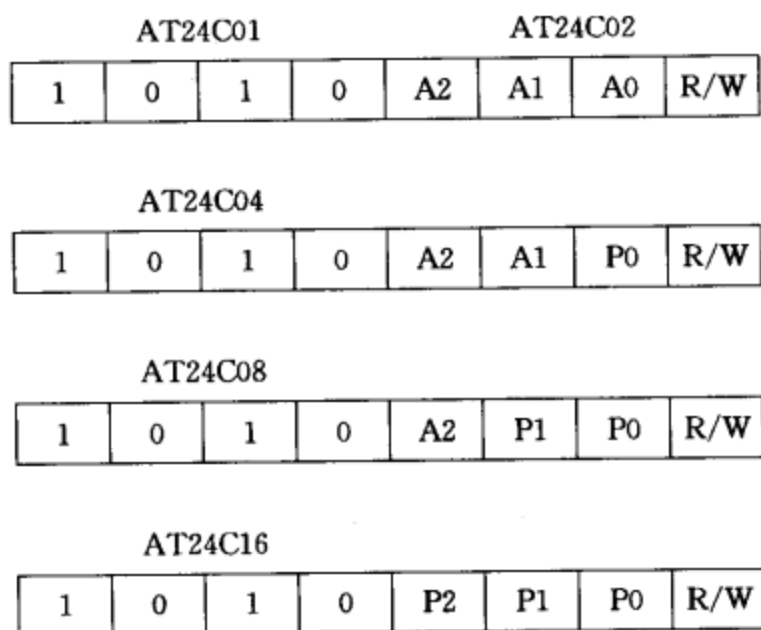 AT24C01 AT24C02
1 0 1 0 A2 A1 A0 R/W
AT24C04
1 0 1 0 A2 A1 P0 R/W
AT24C08
1 0 1 0 A2 P1 P0 R/W
AT24C16
1 0 1 0 P2 P1 P0 R/W